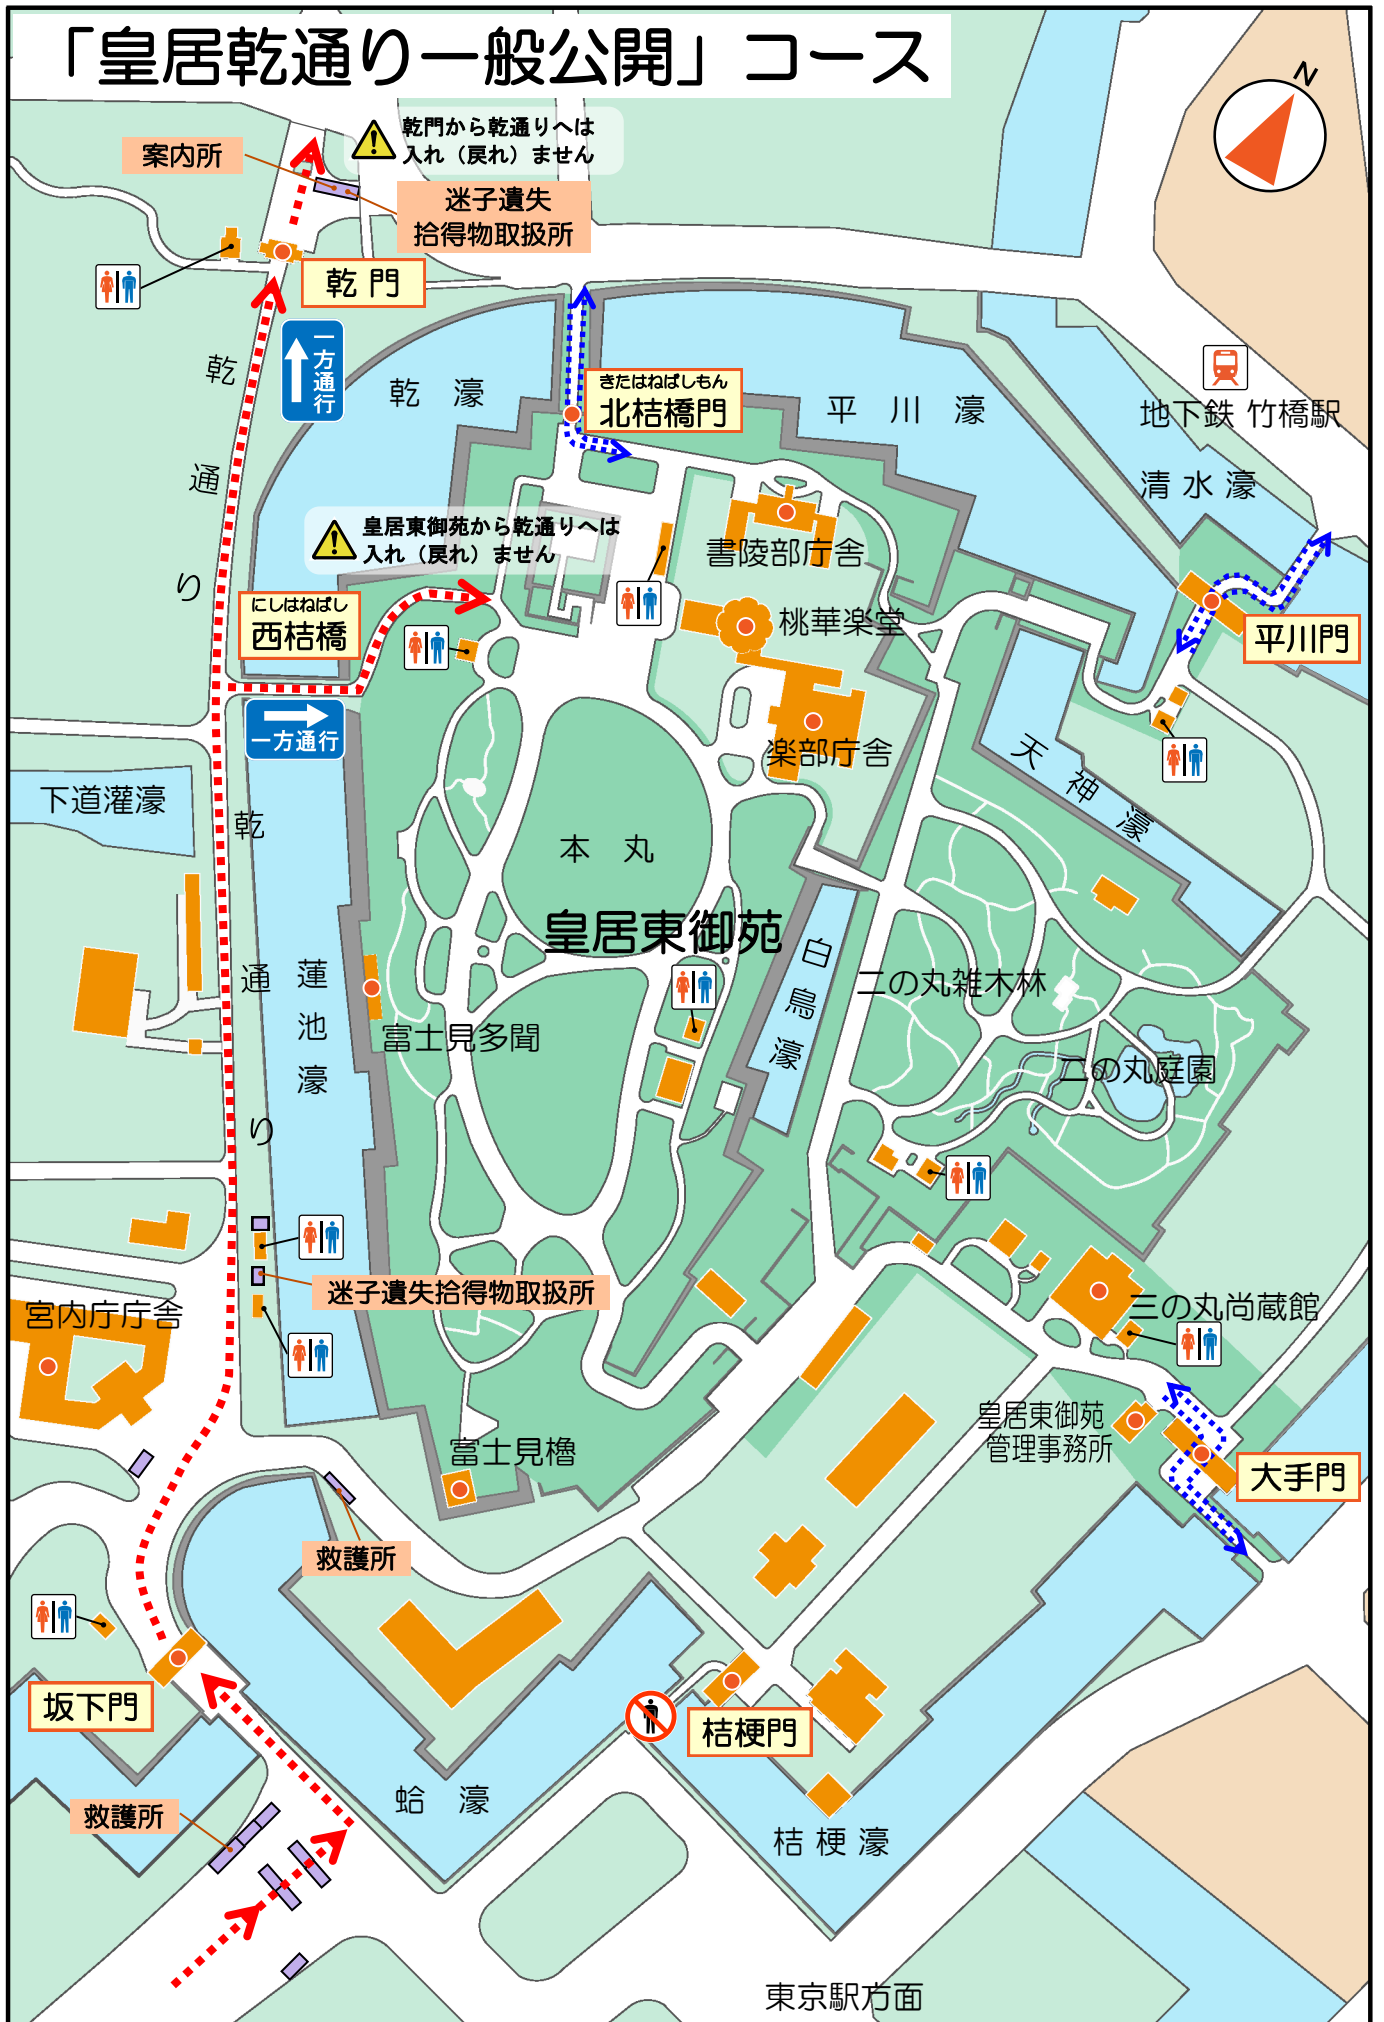 「皇居乾通り一般公開」コース
N
乾門から乾通りへは
入れ（戻れ）ません
案内所
迷子遺失
拾得物取扱所
乾門
一方通行
乾通り
乾濠
きたはねばしもん
北桔橋門
平川濠
地下鉄 竹橋駅
清水濠
皇居東御苑から乾通りへは
入れ（戻れ）ません
書陵部庁舎
にしはねばし
西桔橋
桃華楽堂
平川門
一方通行
楽部庁舎
天神濠
下道灌濠
乾通り
本丸
皇居東御苑
白鳥濠
二の丸雑木林
蓮池濠
富士見多聞
二の丸庭園
迷子遺失拾得物取扱所
宮内庁庁舎
三の丸尚蔵館
皇居東御苑
管理事務所
富士見櫓
大手門
救護所
坂下門
桔梗門
蛤濠
救護所
桔梗濠
東京駅方面